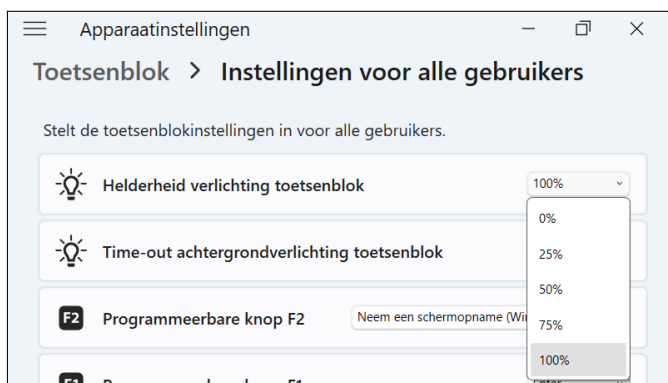 Apparaatinstellingen
Toetsenblok > Instellingen voor alle gebruikers
Stelt de toetsenblokinstellingen in voor alle gebruikers.
Helderheid verlichting toetsenblok 100%
0%
Time-out achtergrondverlichting toetsenblok 25%
50%
F2 Programmeerbare knop F2 Neem een schermopname (Wi
75%
100%